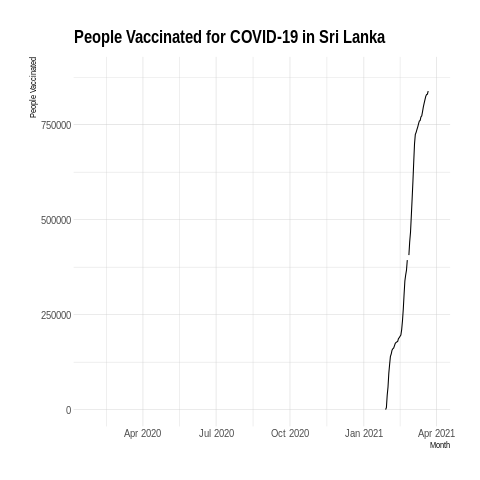 People Vaccinated for COVID-19 in Sri Lanka
People Vaccinated
750000
500000
250000
0
Apr 2020 Jul 2020 Oct 2020 Jan 2021 Apr 2021
Month